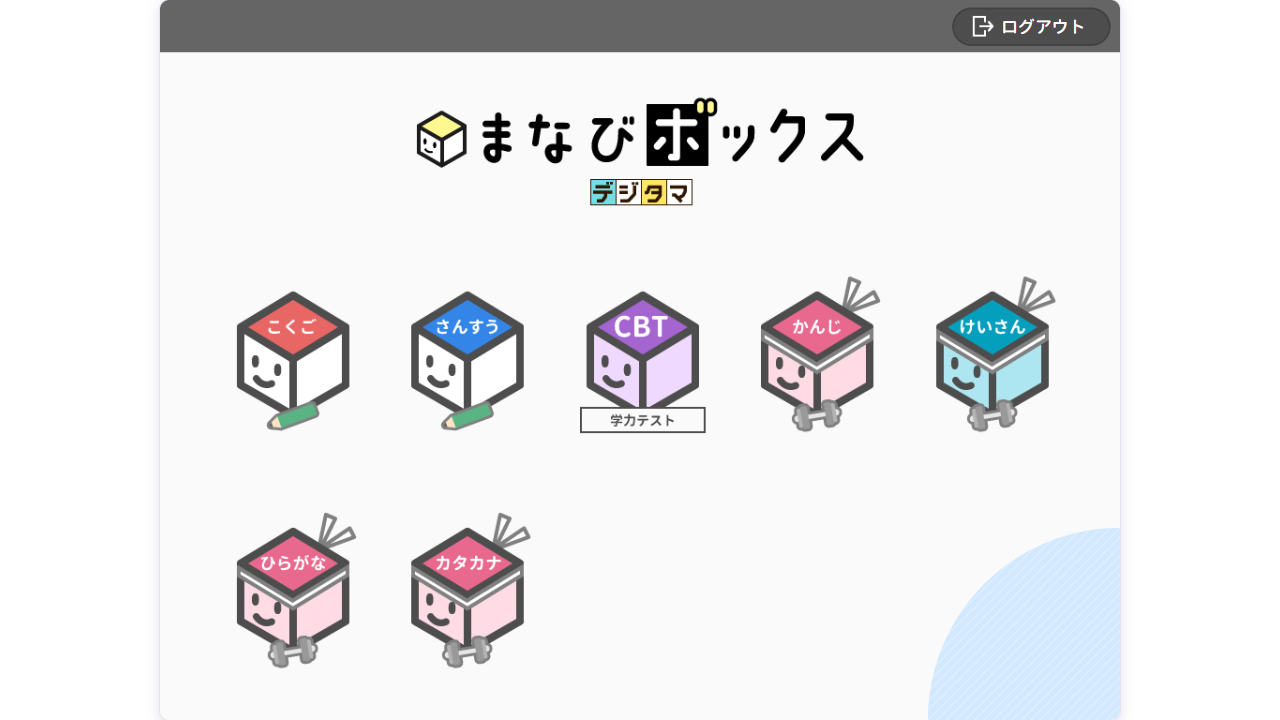 ログアウト
まなびボックス
デジタマ
こくご
さんすう
CBT
学力テスト
かんじ
けいさん
ひらがな
カタカナ